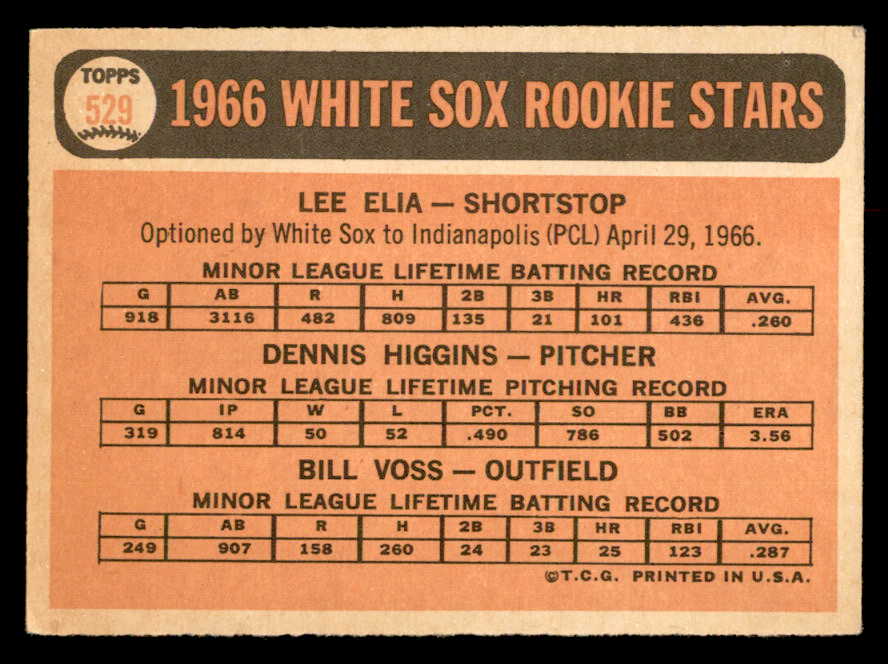 TOPPS
529
1966 WHITE SOX ROOKIE STARS
LEE ELIA — SHORTSTOP
Optioned by White Sox to Indianapolis (PCL) April 29, 1966.
MINOR LEAGUE LIFETIME BATTING RECORD
G AB R H 2B 3B HR RBI AVG.
918 3116 482 809 135 21 101 436 .260
DENNIS HIGGINS — PITCHER
MINOR LEAGUE LIFETIME PITCHING RECORD
G IP W L PCT. SO BB ERA
319 814 50 52 .490 786 502 3.56
BILL VOSS — OUTFIELD
MINOR LEAGUE LIFETIME BATTING RECORD
G AB R H 2B 3B HR RBI AVG.
249 907 158 260 24 23 25 123 .287
©T.C.G. PRINTED IN U.S.A.